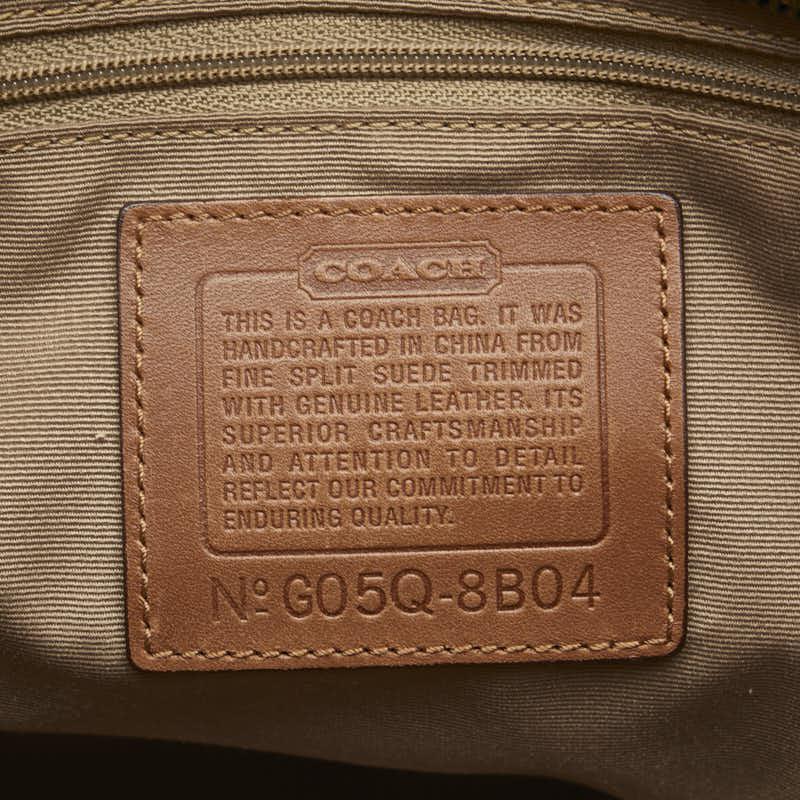 COACH
THIS IS A COACH BAG. IT WAS
HANDCRAFTED IN CHINA FROM
FINE SPLIT SUEDE TRIMMED
WITH GENUINE LEATHER. ITS
SUPERIOR CRAFTSMANSHIP
AND ATTENTION TO DETAIL
REFLECT OUR COMMITMENT TO
ENDURING QUALITY.
Nº G05Q-8B04